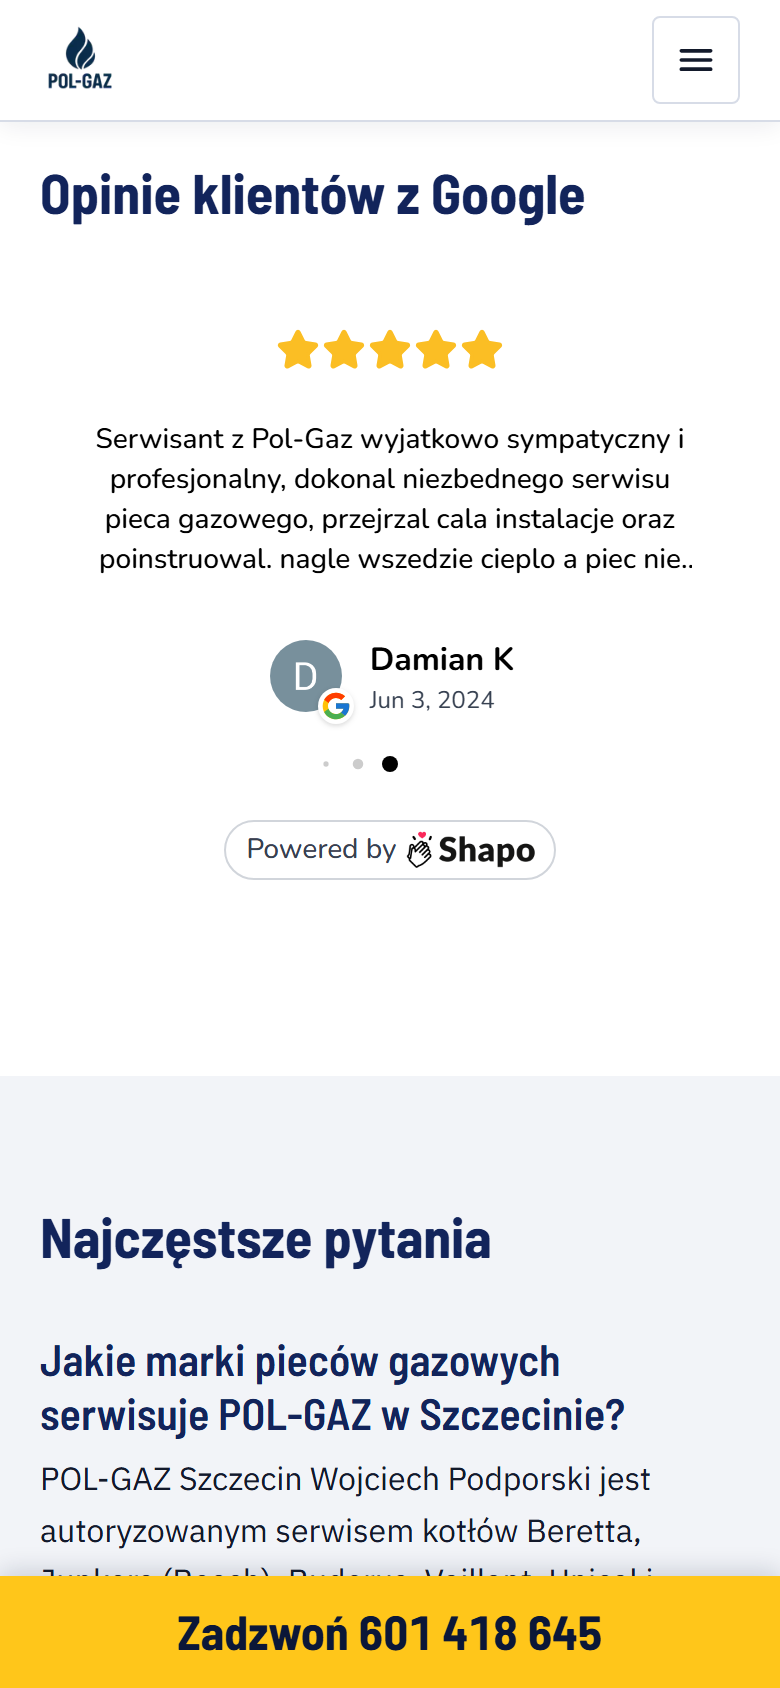 POL-GAZ
Opinie klientów z Google
Serwisant z Pol-Gaz wyjatkowo sympatyczny i
profesjonalny, dokonal niezbednego serwisu
pieca gazowego, przejrzal cala instalacje oraz
poinstruowal. nagle wszedzie cieplo a piec nie..
D
Damian K
Jun 3, 2024
Powered by Shapo
Najczęstsze pytania
Jakie marki pieców gazowych
serwisuje POL-GAZ w Szczecinie?
POL-GAZ Szczecin Wojciech Podporski jest
autoryzowanym serwisem kotłów Beretta,
Zadzwoń 601 418 645